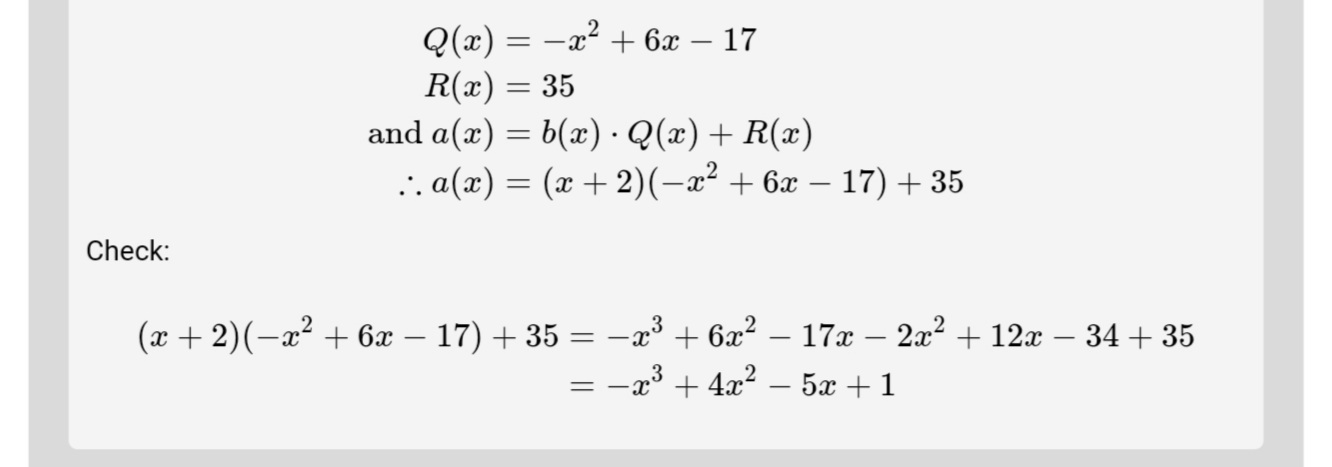 Q(x) = −x² + 6x − 17
R(x) = 35
and a(x) = b(x) · Q(x) + R(x)
∴ a(x) = (x + 2)(−x² + 6x − 17) + 35
Check:
(x + 2)(−x² + 6x − 17) + 35 = −x³ + 6x² − 17x − 2x² + 12x − 34 + 35
= −x³ + 4x² − 5x + 1